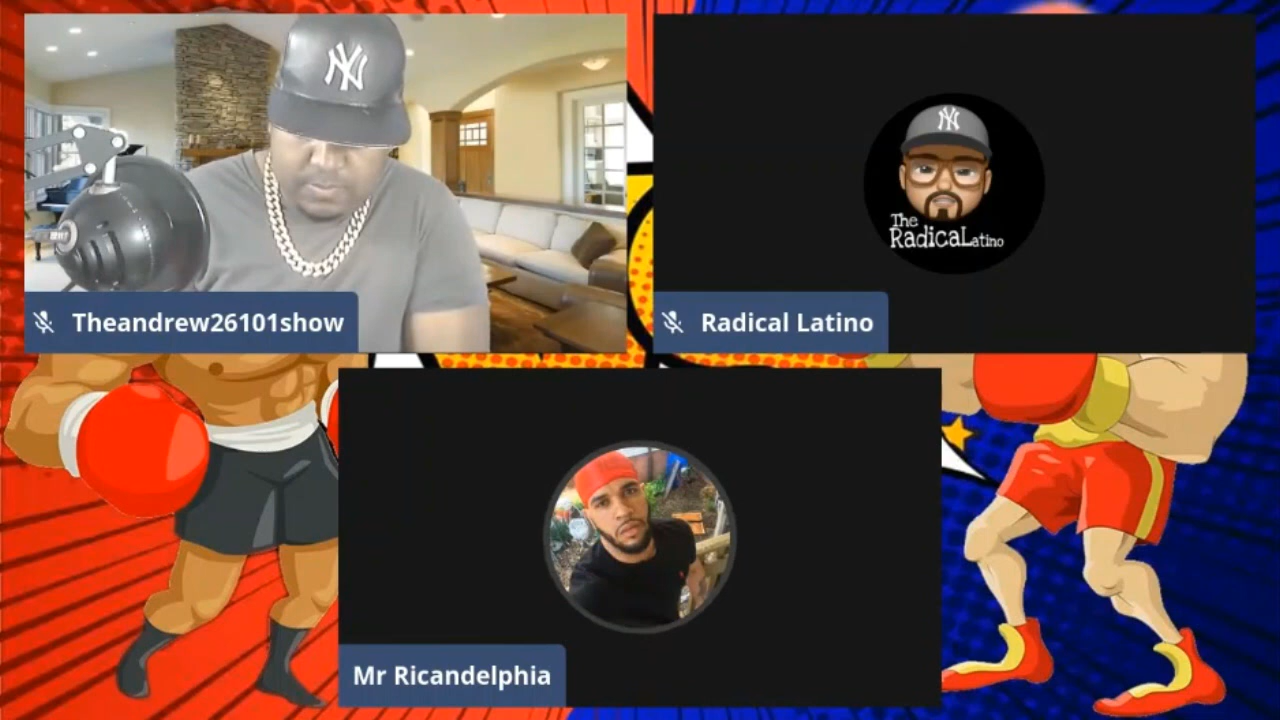 NY
Theandrew26101show
NY
The
RadicaLatino
Radical Latino
Mr Ricandelphia